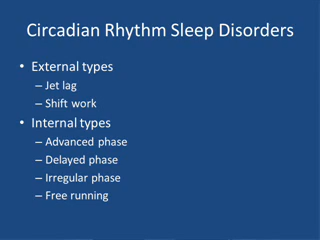 Circadian Rhythm Sleep Disorders
• External types
– Jet lag
– Shift work
• Internal types
– Advanced phase
– Delayed phase
– Irregular phase
– Free running